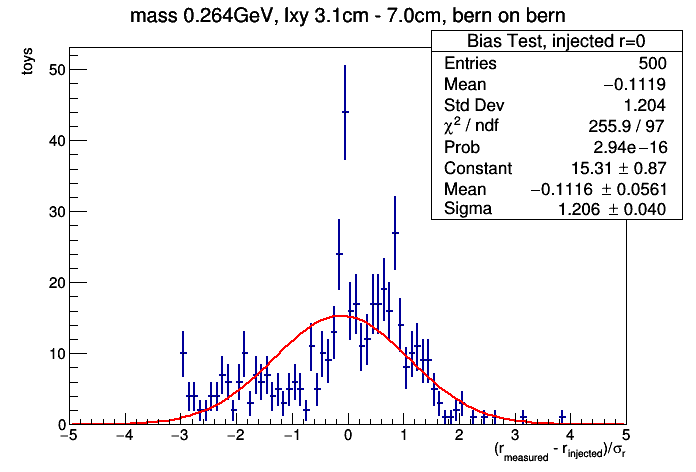 mass 0.264GeV, lxy 3.1cm - 7.0cm, bern on bern
toys
Bias Test, injected r=0
Entries 500
Mean −0.1119
Std Dev 1.204
χ² / ndf 255.9 / 97
Prob 2.94e−16
Constant 15.31 ± 0.87
Mean −0.1116 ± 0.0561
Sigma 1.206 ± 0.040
50
40
30
20
10
0
−5 −4 −3 −2 −1 0 1 2 3 4 5
(r_measured - r_injected)/σ_r